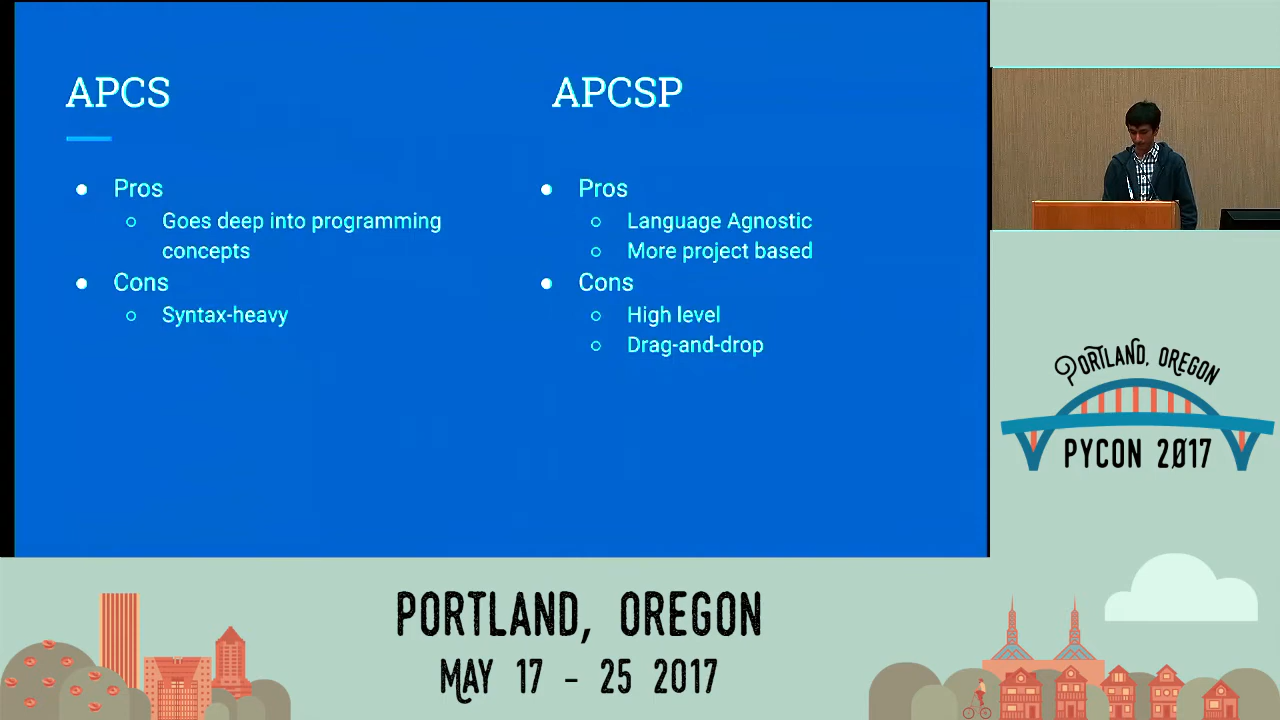 APCS
Pros
Goes deep into programming
concepts
Cons
Syntax-heavy
APCSP
Pros
Language Agnostic
More project based
Cons
High level
Drag-and-drop
PORTLAND, OREGON
PYCON 2017
PORTLAND, OREGON
MAY 17 - 25 2017